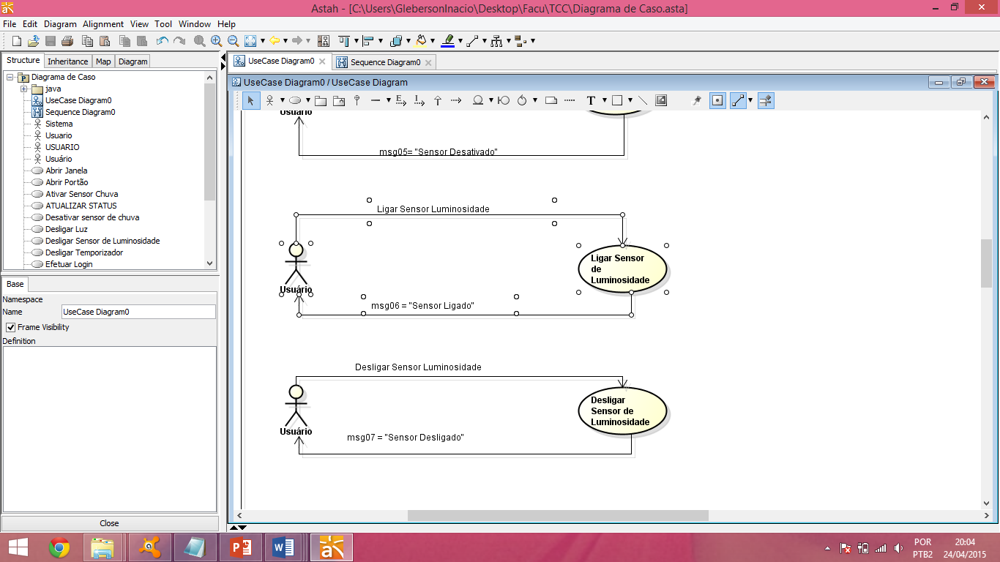 Astah - [C:\Users\GlebersonInacio\Desktop\Facu\TCC\Diagrama de Caso.asta]
File Edit Diagram Alignment View Tool Window Help
Structure Inheritance Map Diagram
Diagrama de Caso
java
UseCase Diagram0
Sequence Diagram0
Sistema
Usuario
USUARIO
Usuário
Abrir Janela
Abrir Portão
Ativar Sensor Chuva
ATUALIZAR STATUS
Desativar sensor de chuva
Desligar Luz
Desligar Sensor de Luminosidade
Desligar Temporizador
Efetuar Login
Base
Namespace
Name UseCase Diagram0
Frame Visibility
Definition
Close
UseCase Diagram0 Sequence Diagram0
UseCase Diagram0 / UseCase Diagram
T
Usuário
msg05= "Sensor Desativado"
Ligar Sensor Luminosidade
Usuário
Ligar Sensor
de
Luminosidade
msg06 = "Sensor Ligado"
Desligar Sensor Luminosidade
Usuário
Desligar
Sensor de
Luminosidade
msg07 = "Sensor Desligado"
POR
PTB2
20:04
24/04/2015